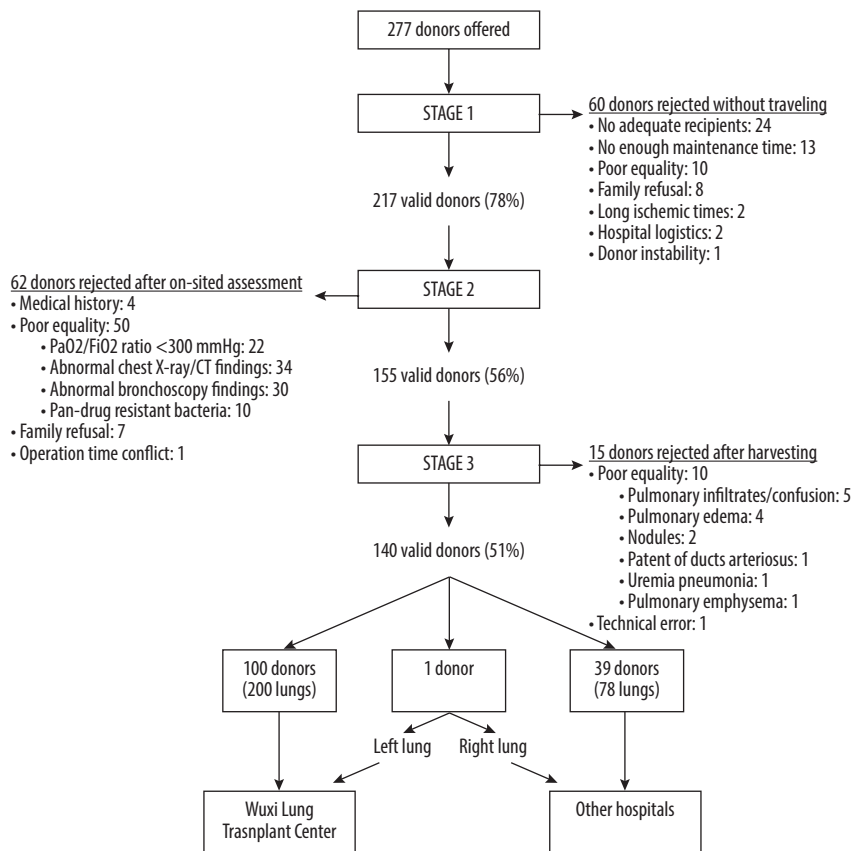 277 donors offered
STAGE 1
60 donors rejected without traveling
• No adequate recipients: 24
• No enough maintenance time: 13
• Poor equality: 10
• Family refusal: 8
• Long ischemic times: 2
• Hospital logistics: 2
• Donor instability: 1
217 valid donors (78%)
62 donors rejected after on-sited assessment
• Medical history: 4
• Poor equality: 50
• PaO2/FiO2 ratio <300 mmHg: 22
• Abnormal chest X-ray/CT findings: 34
• Abnormal bronchoscopy findings: 30
• Pan-drug resistant bacteria: 10
• Family refusal: 7
• Operation time conflict: 1
STAGE 2
155 valid donors (56%)
STAGE 3
15 donors rejected after harvesting
• Poor equality: 10
• Pulmonary infiltrates/confusion: 5
• Pulmonary edema: 4
• Nodules: 2
• Patent of ducts arteriosus: 1
• Uremia pneumonia: 1
• Pulmonary emphysema: 1
• Technical error: 1
140 valid donors (51%)
100 donors
(200 lungs)
1 donor
39 donors
(78 lungs)
Left lung
Right lung
Wuxi Lung
Trasnplant Center
Other hospitals